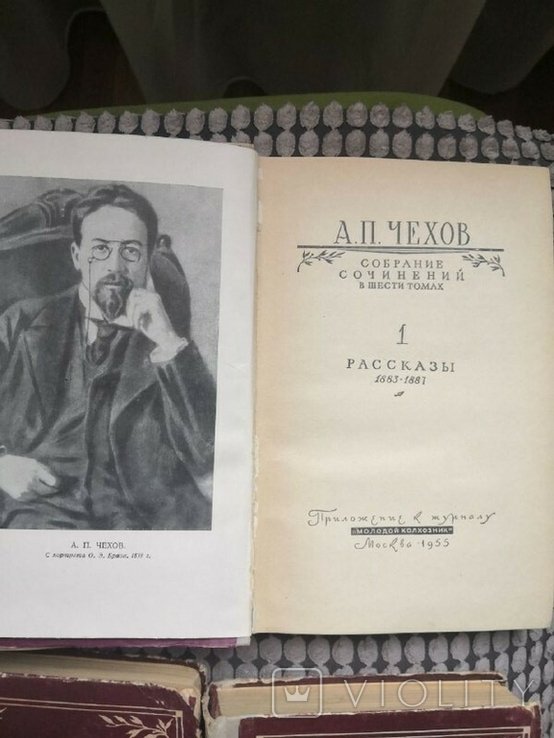 А. П. ЧЕХОВ.
С портрета О. Э. Браза, 1898 г.
А.П. ЧЕХОВ
СОБРАНИЕ
СОЧИНЕНИЙ
В ШЕСТИ ТОМАХ
1
РАССКАЗЫ
1883-1887
Приложение к журналу
"МОЛОДОЙ КОЛХОЗНИК"
Москва 1955
VIOLITY